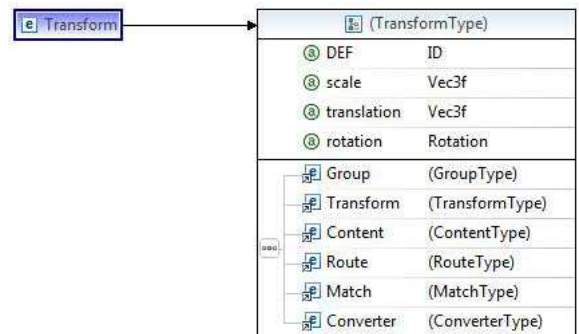 e Transform
(TransformType)
a DEF ID
a scale Vec3f
a translation Vec3f
a rotation Rotation
e Group (GroupType)
e Transform (TransformType)
e Content (ContentType)
e Route (RouteType)
e Match (MatchType)
e Converter (ConverterType)